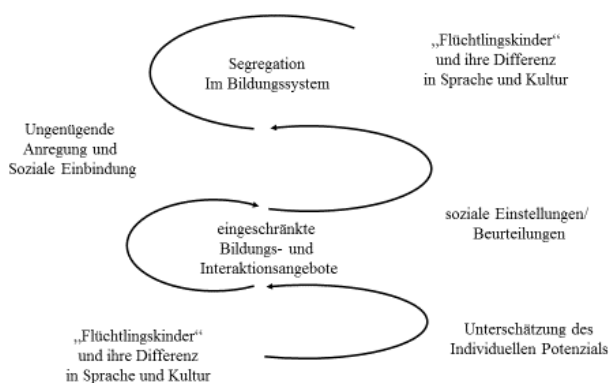 „Flüchtlingskinder“
und ihre Differenz
in Sprache und Kultur
Segregation
Im Bildungssystem
Ungenügende
Anregung und
Soziale Einbindung
soziale Einstellungen/
Beurteilungen
eingeschränkte
Bildungs- und
Interaktionsangebote
Unterschätzung des
Individuellen Potenzials
„Flüchtlingskinder“
und ihre Differenz
in Sprache und Kultur